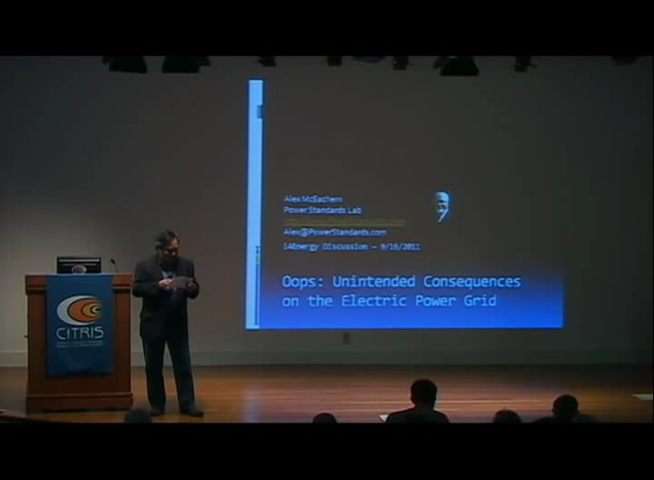 Alex McEachern
Power Standards Lab
Alex@PowerStandards.com
i4Energy Discussion – 9/16/2011
Oops: Unintended Consequences
on the Electric Power Grid
CITRIS